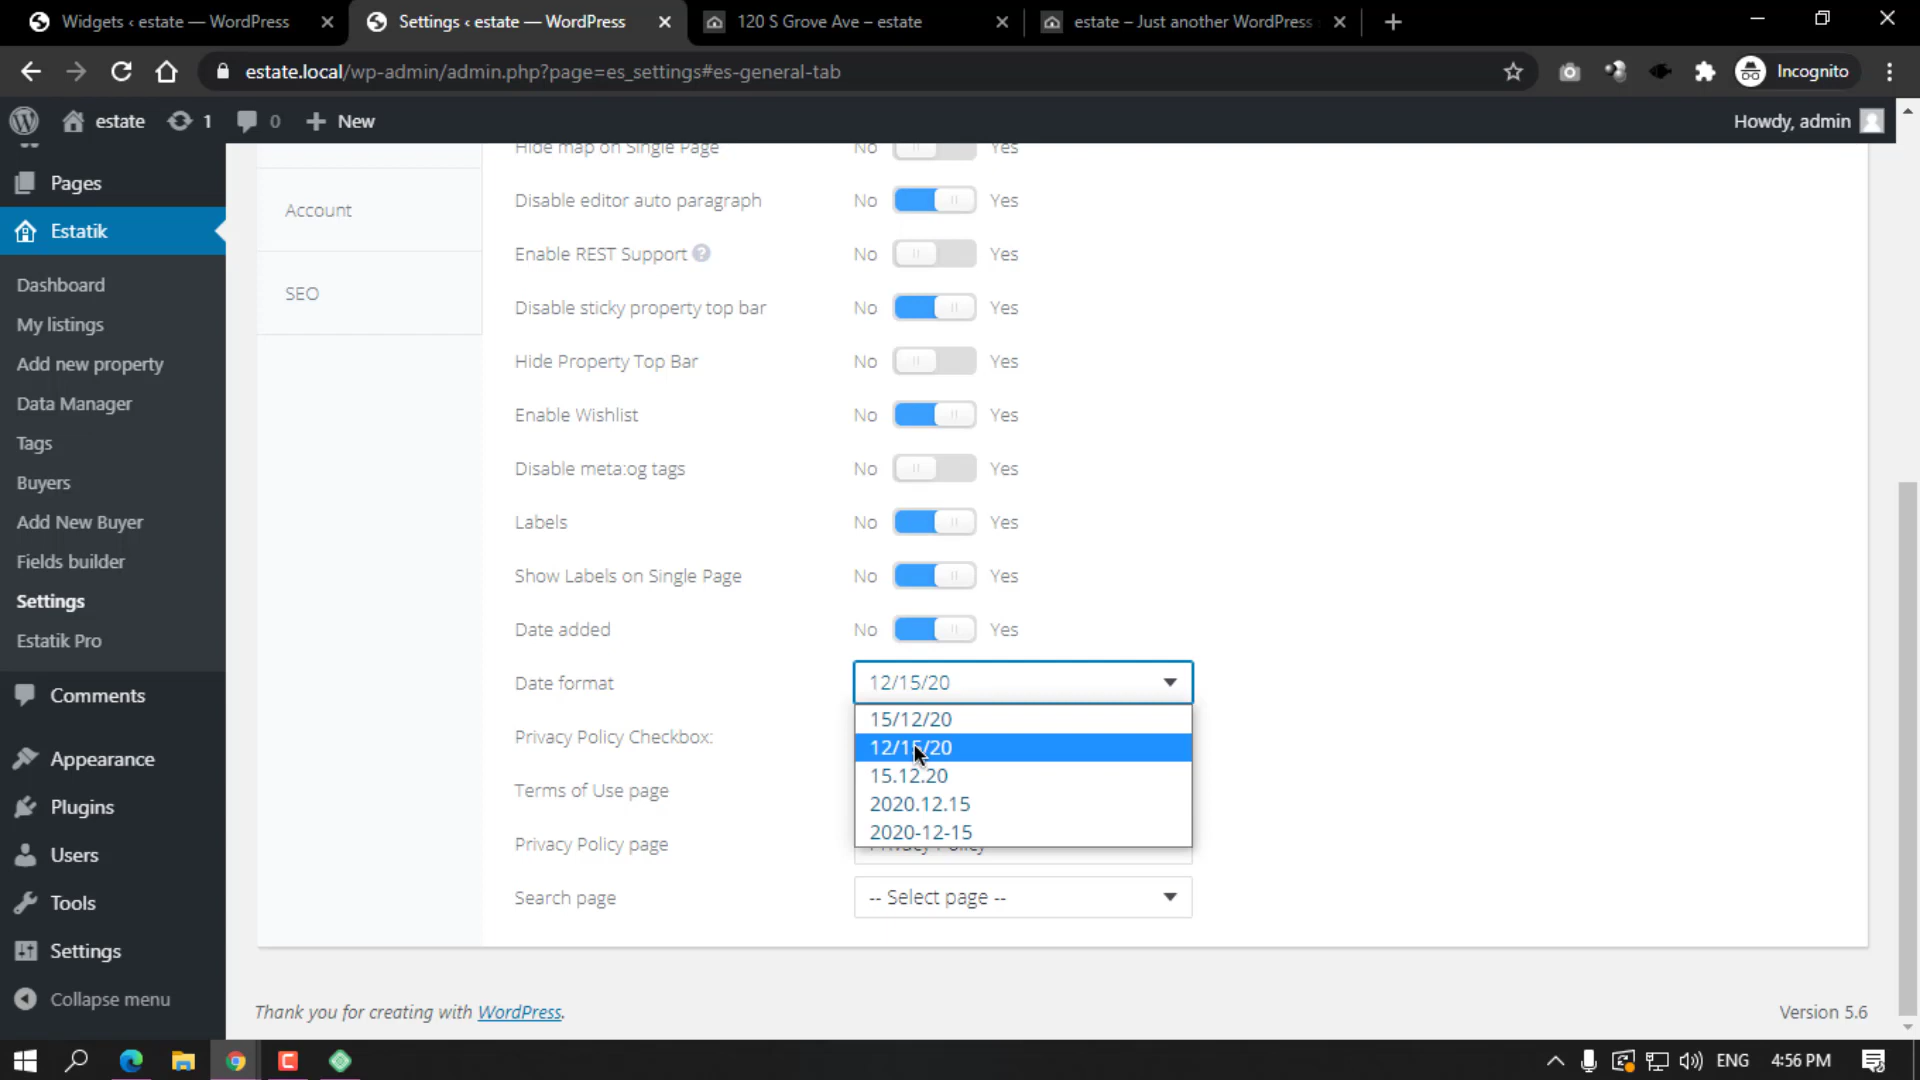 Widgets ‹ estate — WordPress
Settings ‹ estate — WordPress
120 S Grove Ave – estate
estate – Just another WordPress
estate.local/wp-admin/admin.php?page=es_settings#es-general-tab
Incognito
estate
1
0
New
Howdy, admin
Pages
Estatik
Dashboard
My listings
Add new property
Data Manager
Tags
Buyers
Add New Buyer
Fields builder
Settings
Estatik Pro
Comments
Appearance
Plugins
Users
Tools
Settings
Collapse menu
Account
SEO
Hide map on Single Page No Yes
Disable editor auto paragraph No Yes
Enable REST Support ? No Yes
Disable sticky property top bar No Yes
Hide Property Top Bar No Yes
Enable Wishlist No Yes
Disable meta:og tags No Yes
Labels No Yes
Show Labels on Single Page No Yes
Date added No Yes
Date format 12/15/20
15/12/20
12/15/20
15.12.20
2020.12.15
2020-12-15
Privacy Policy Checkbox:
Terms of Use page
Privacy Policy page Privacy Policy
Search page -- Select page --
Thank you for creating with WordPress.
Version 5.6
ENG
4:56 PM